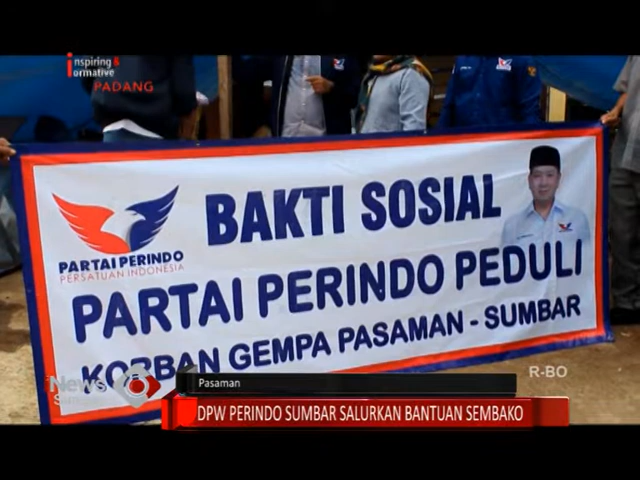 inspiring &
informative
PADANG
BAKTI SOSIAL
PARTAI PERINDO
PERSATUAN INDONESIA
PARTAI PERINDO PEDULI
KORBAN GEMPA PASAMAN - SUMBAR
News
R-BO
Pasaman
DPW PERINDO SUMBAR SALURKAN BANTUAN SEMBAKO